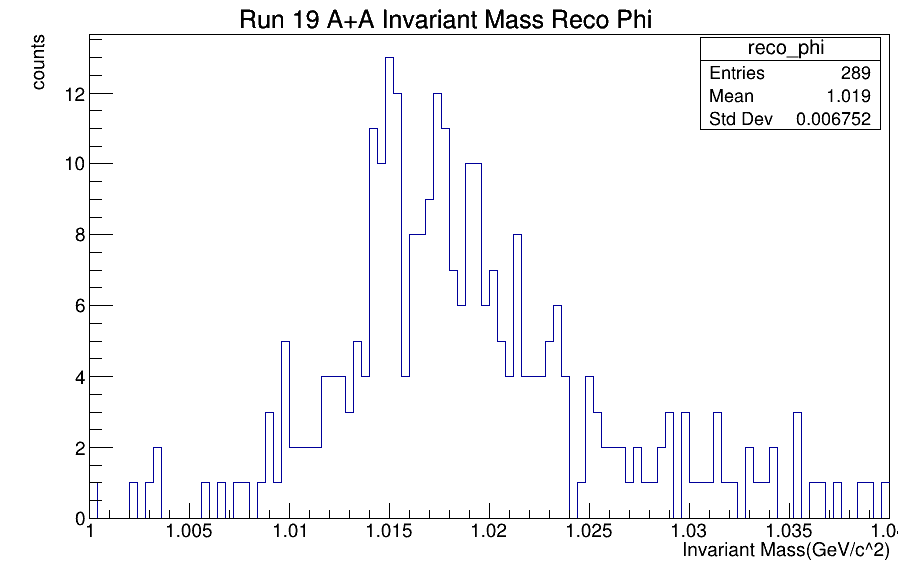 Run 19 A+A Invariant Mass Reco Phi
counts
reco_phi
Entries 289
Mean 1.019
Std Dev 0.006752
12
10
8
6
4
2
0
1 1.005 1.01 1.015 1.02 1.025 1.03 1.035 1.0
Invariant Mass(GeV/c^2)